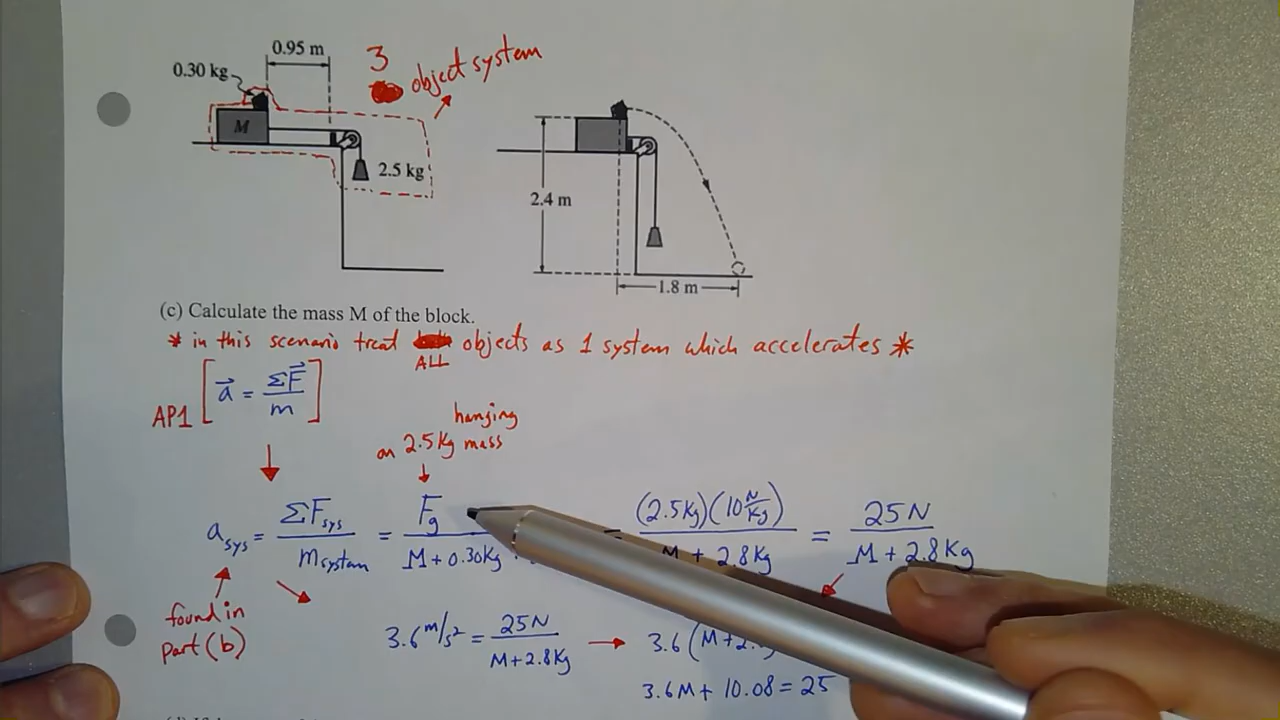 0.95 m
3
object system
0.30 kg
M
2.5 kg
2.4 m
1.8 m
(c) Calculate the mass M of the block.
* in this scenario treat ALL objects as 1 system which accelerates *
AP1 [a⃗ = ΣF⃗ / m]
hanging
on 2.5Kg mass
a_sys = ΣF_sys / m_system = F_g / M + 0.30Kg = (2.5Kg)(10 N/Kg) / M + 2.8Kg = 25N / M + 2.8Kg
found in
part (b)
3.6 m/s² = 25N / M+2.8Kg → 3.6 (M+2.
3.6M + 10.08 = 25